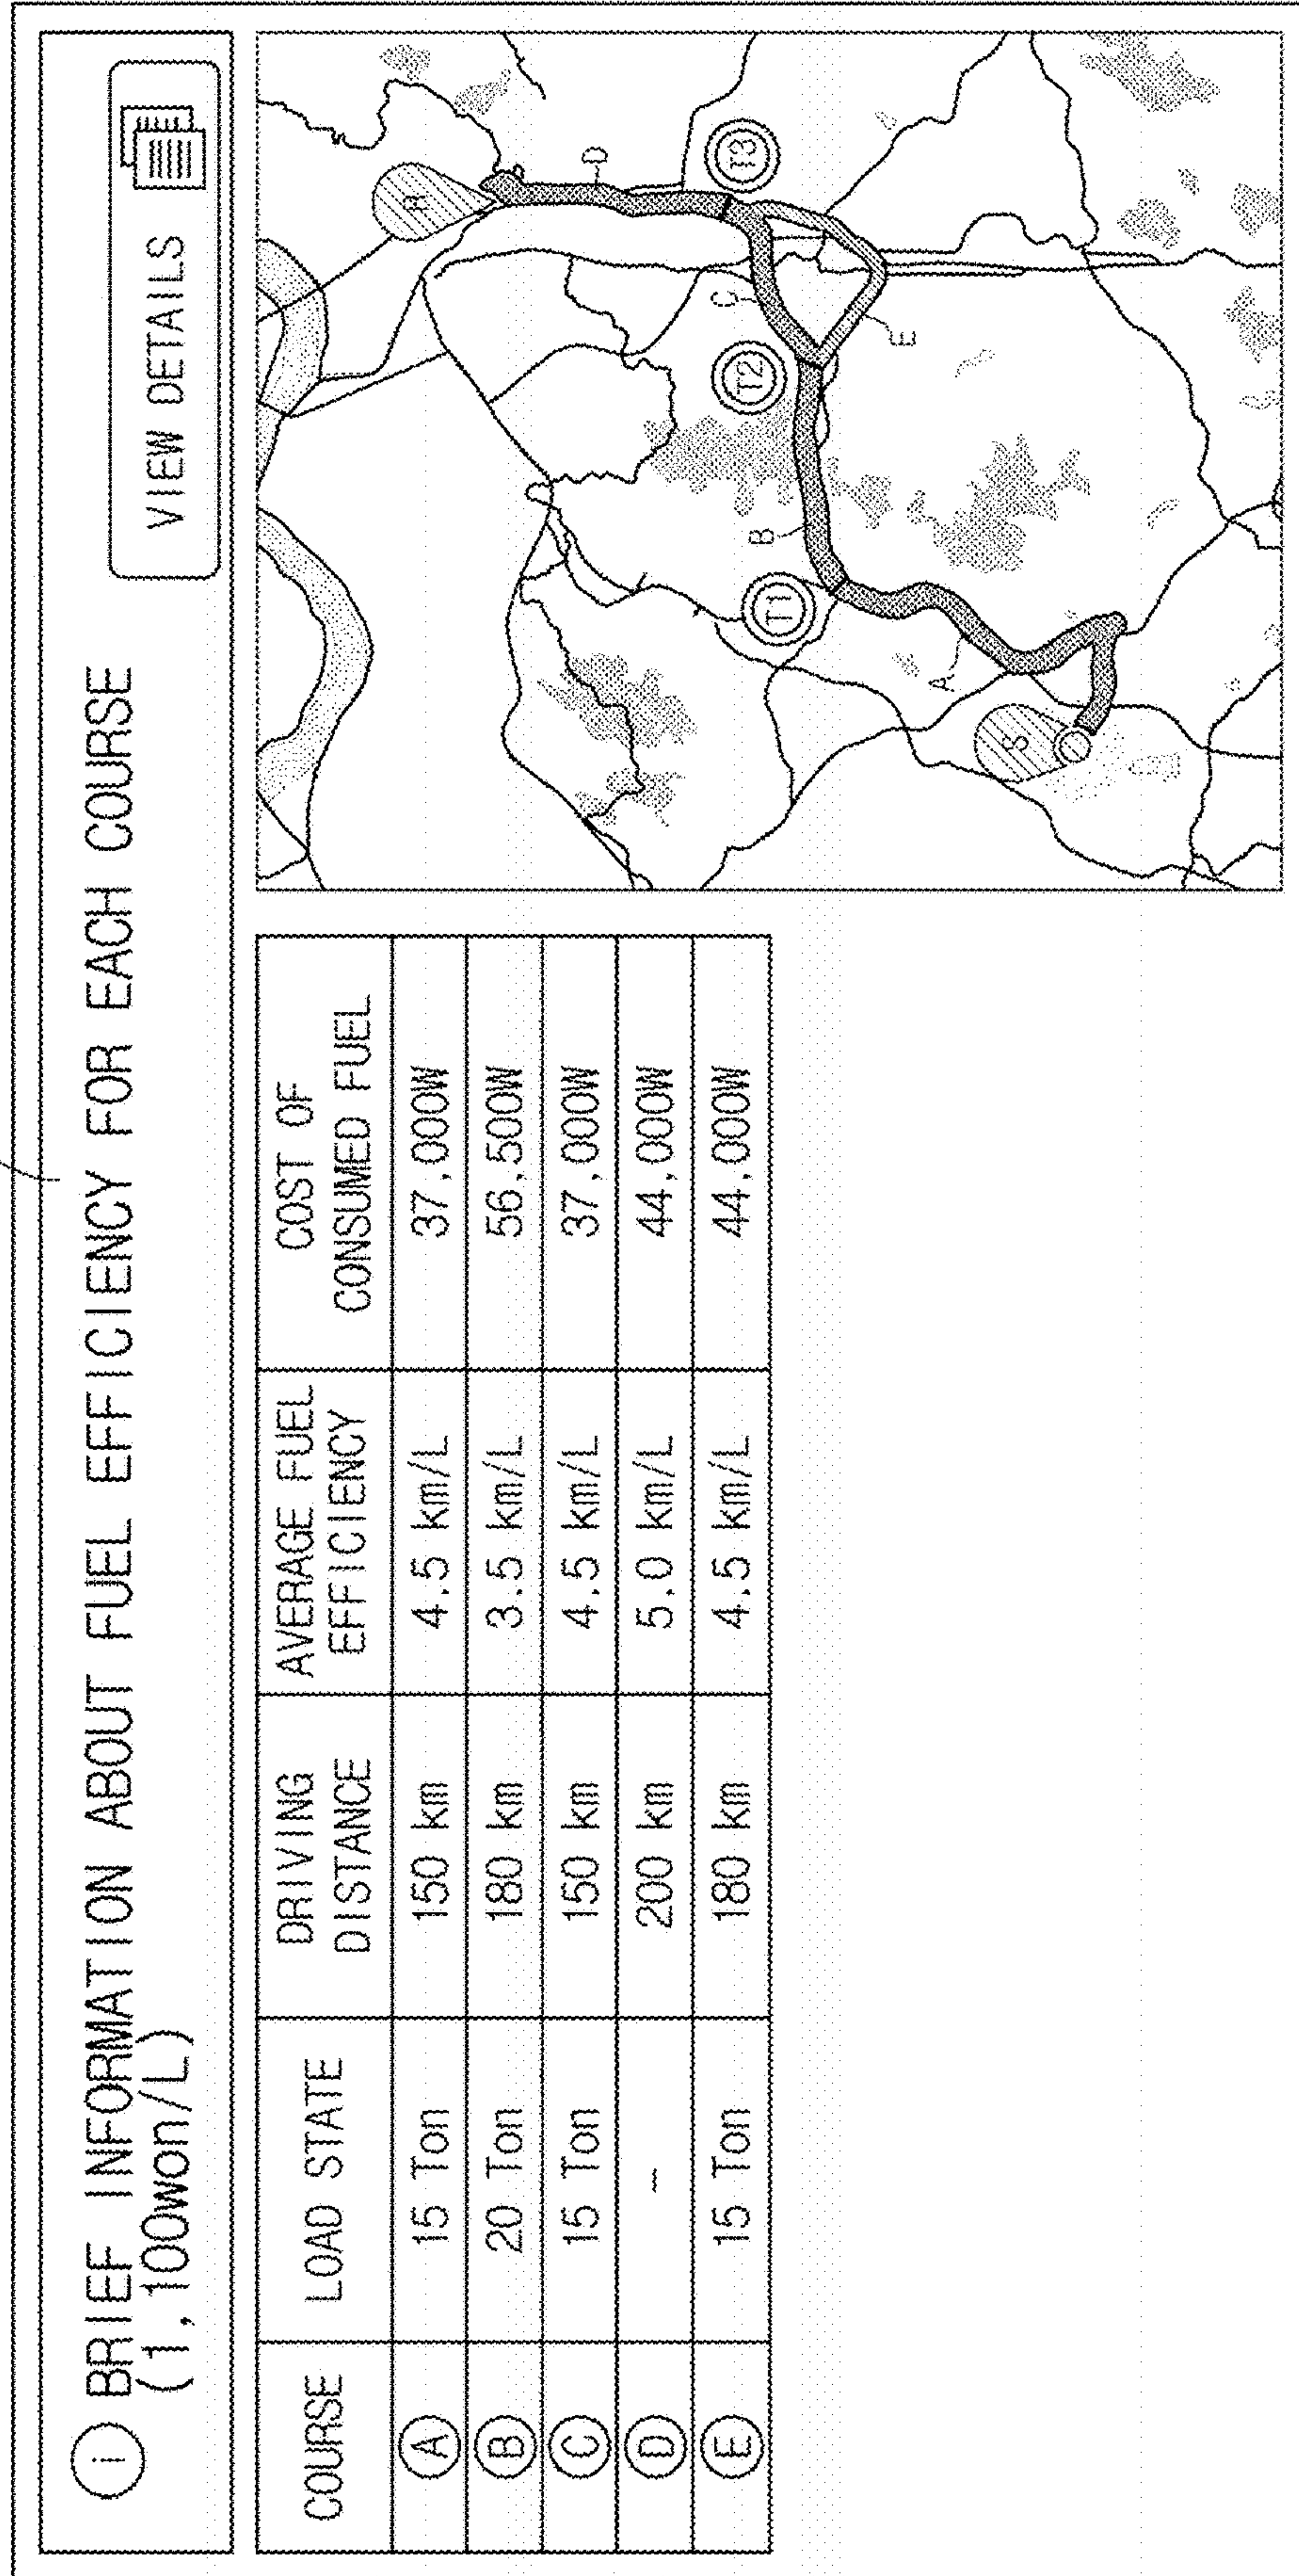 i BRIEF INFORMATION ABOUT FUEL EFFICIENCY FOR EACH COURSE
(1,100won/L)
VIEW DETAILS
COURSE LOAD STATE DRIVING DISTANCE AVERAGE FUEL EFFICIENCY COST OF CONSUMED FUEL
A 15 Ton 150 km 4.5 km/L 37,000W
B 20 Ton 180 km 3.5 km/L 56,500W
C 15 Ton 150 km 4.5 km/L 37,000W
D - 200 km 5.0 km/L 44,000W
E 15 Ton 180 km 4.5 km/L 44,000W
D
T3
C
T2
E
B
T1
A
S